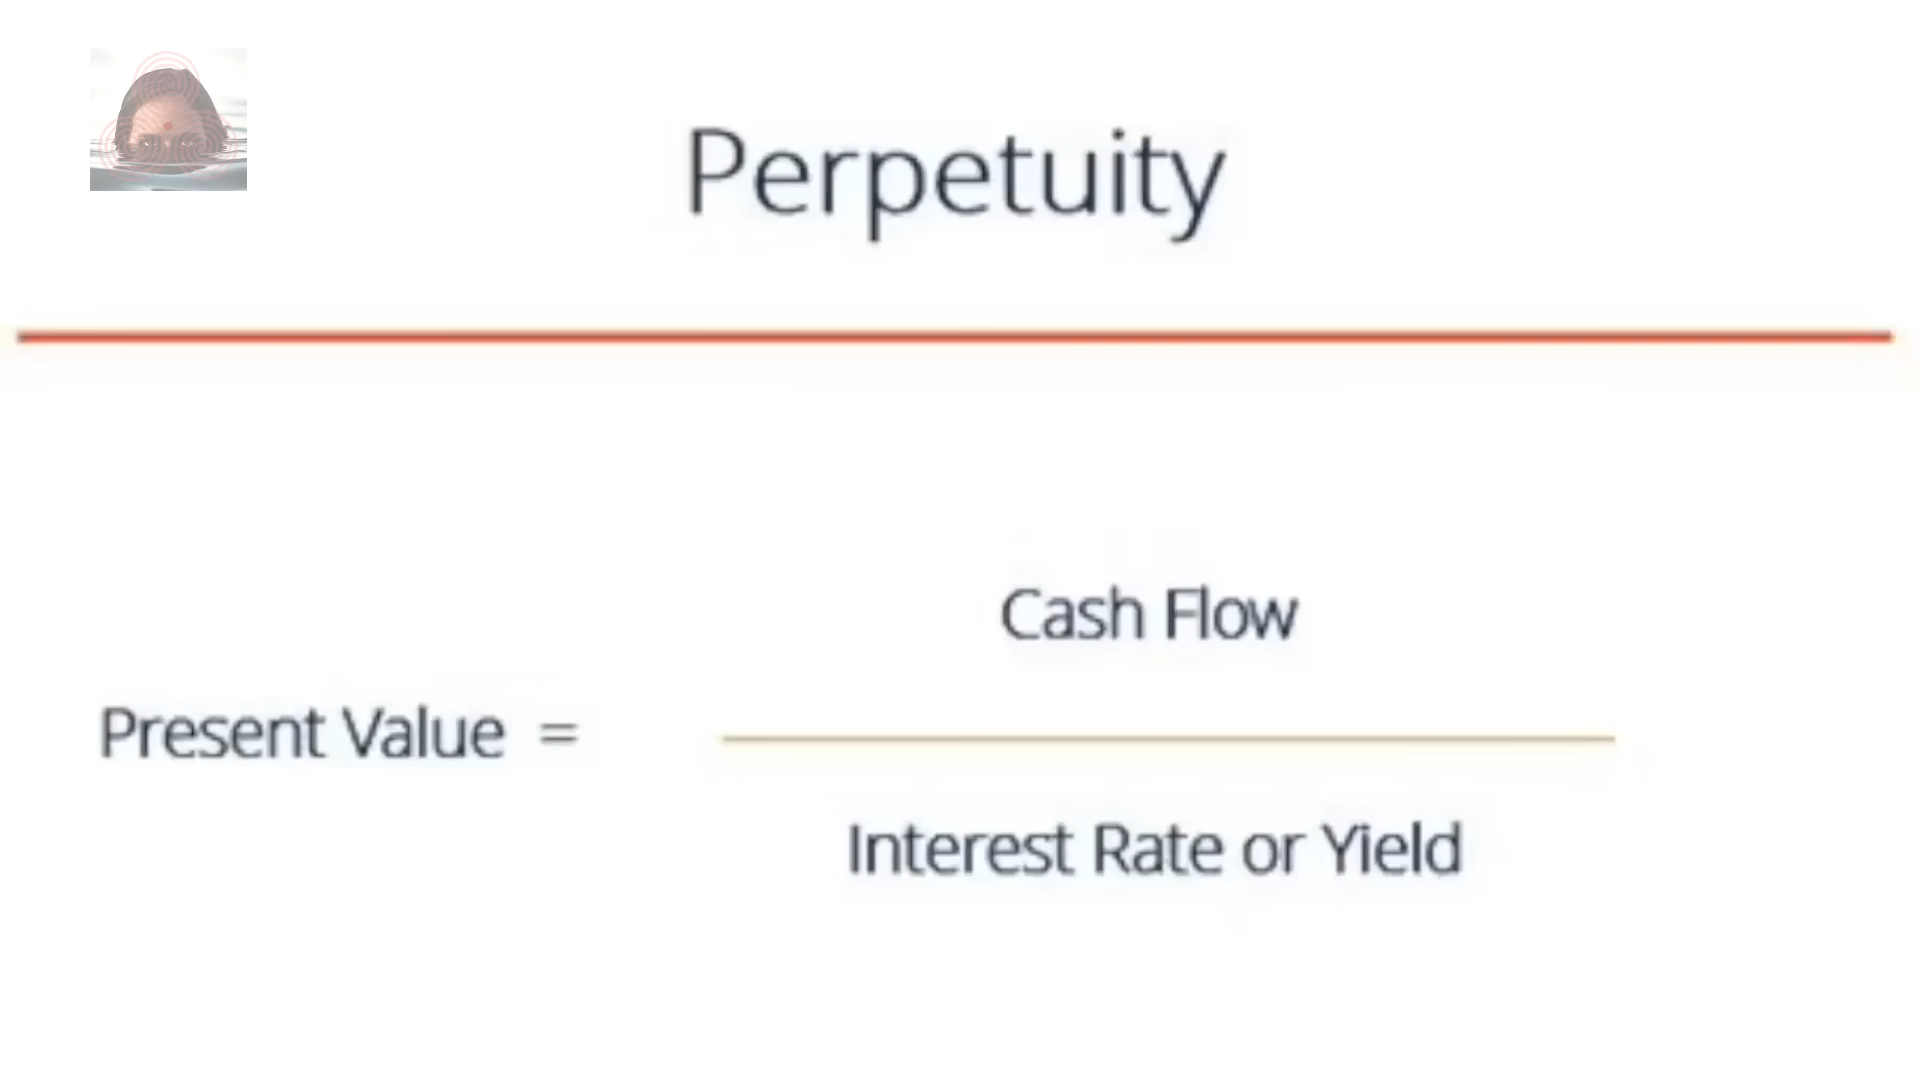 Perpetuity
Cash Flow
Present Value =
Interest Rate or Yield